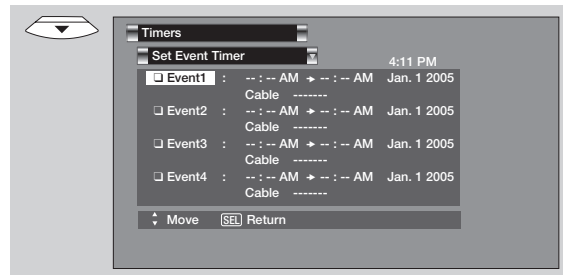 Timers
Set Event Timer
4:11 PM
❏ Event1 : -- : -- AM ➔ -- : -- AM Jan. 1 2005
Cable -------
❏ Event2 : -- : -- AM ➔ -- : -- AM Jan. 1 2005
Cable -------
❏ Event3 : -- : -- AM ➔ -- : -- AM Jan. 1 2005
Cable -------
❏ Event4 : -- : -- AM ➔ -- : -- AM Jan. 1 2005
Cable -------
Move SEL Return